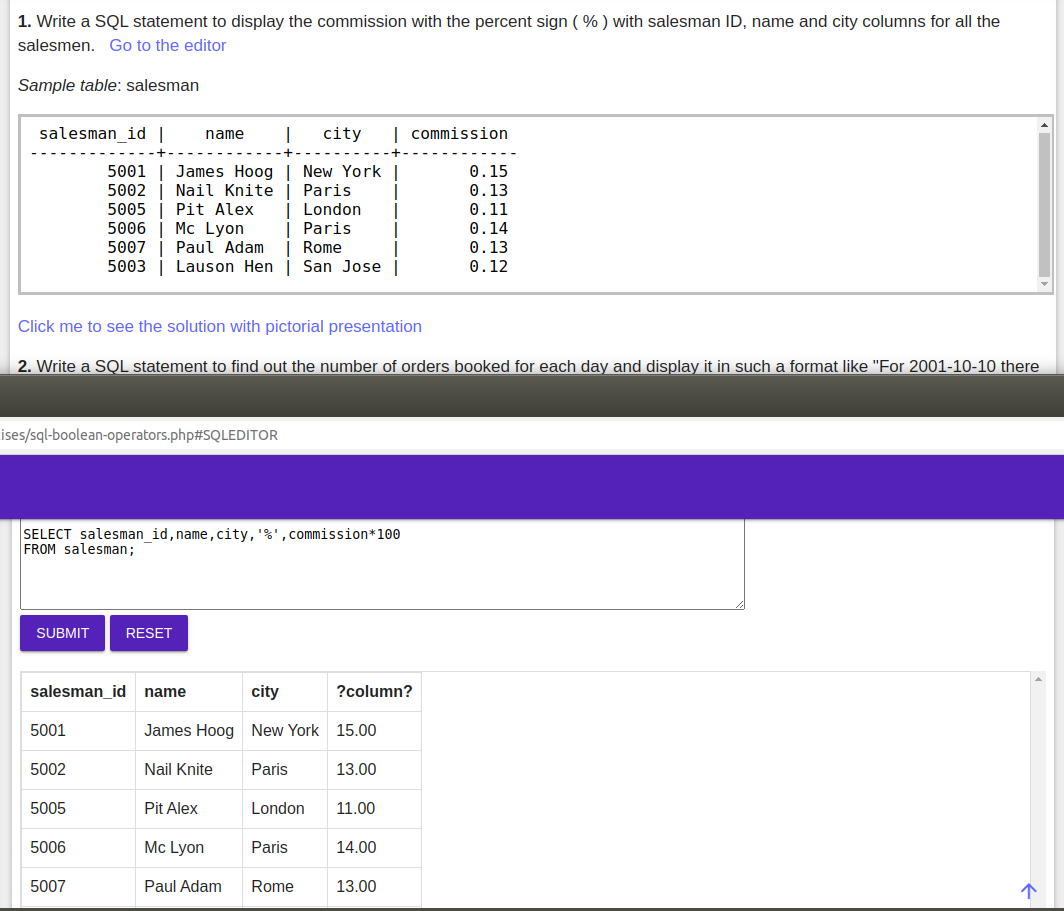 1. Write a SQL statement to display the commission with the percent sign ( % ) with salesman ID, name and city columns for all the
salesmen.   Go to the editor
Sample table: salesman
 salesman_id |    name    |   city   | commission
-------------+------------+----------+------------
        5001 | James Hoog | New York |       0.15
        5002 | Nail Knite | Paris    |       0.13
        5005 | Pit Alex   | London   |       0.11
        5006 | Mc Lyon    | Paris    |       0.14
        5007 | Paul Adam  | Rome     |       0.13
        5003 | Lauson Hen | San Jose |       0.12
Click me to see the solution with pictorial presentation
2. Write a SQL statement to find out the number of orders booked for each day and display it in such a format like "For 2001-10-10 there
ises/sql-boolean-operators.php#SQLEDITOR
SELECT salesman_id,name,city,'%',commission*100
FROM salesman;
SUBMIT RESET
salesman_id name city ?column?
5001 James Hoog New York 15.00
5002 Nail Knite Paris 13.00
5005 Pit Alex London 11.00
5006 Mc Lyon Paris 14.00
5007 Paul Adam Rome 13.00